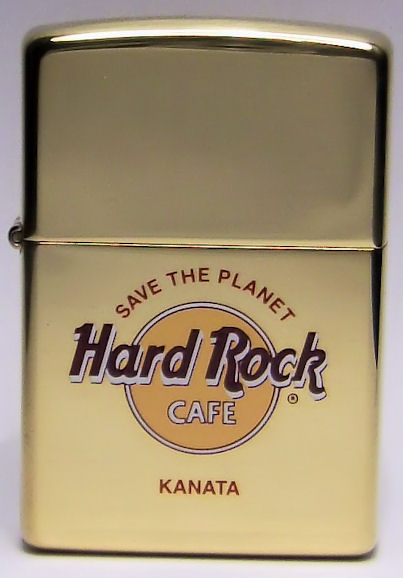 SAVE THE PLANET
Hard Rock
CAFE
®
KANATA